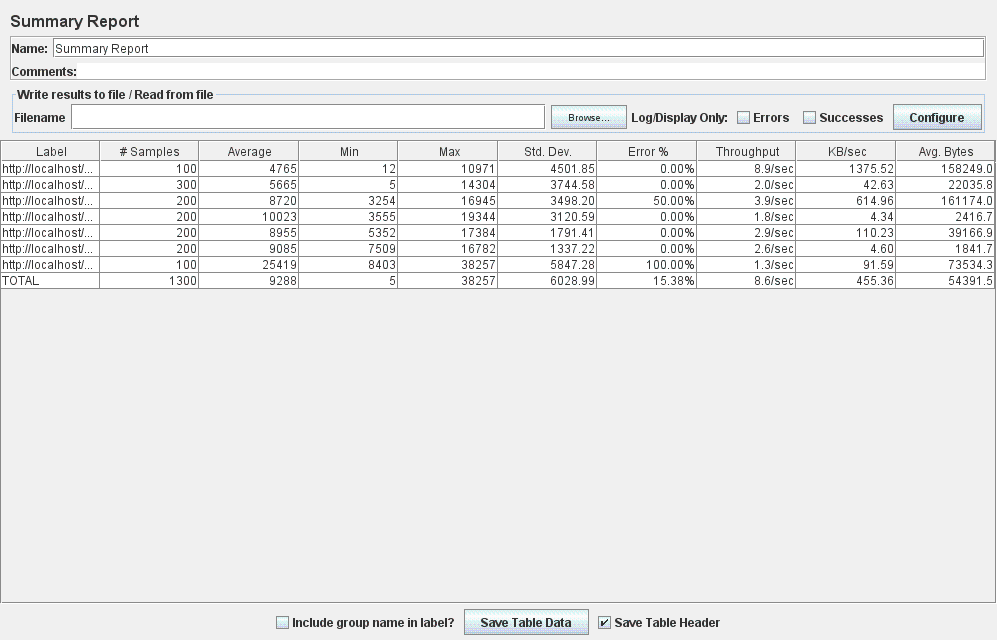 Summary Report
Name: Summary Report
Comments:
Write results to file / Read from file
Filename Browse... Log/Display Only: Errors Successes Configure
Label # Samples Average Min Max Std. Dev. Error % Throughput KB/sec Avg. Bytes
http://localhost/... 100 4765 12 10971 4501.85 0.00% 8.9/sec 1375.52 158249.0
http://localhost/... 300 5665 5 14304 3744.58 0.00% 2.0/sec 42.63 22035.8
http://localhost/... 200 8720 3254 16945 3498.20 50.00% 3.9/sec 614.96 161174.0
http://localhost/... 200 10023 3555 19344 3120.59 0.00% 1.8/sec 4.34 2416.7
http://localhost/... 200 8955 5352 17384 1791.41 0.00% 2.9/sec 110.23 39166.9
http://localhost/... 200 9085 7509 16782 1337.22 0.00% 2.6/sec 4.60 1841.7
http://localhost/... 100 25419 8403 38257 5847.28 100.00% 1.3/sec 91.59 73534.3
TOTAL 1300 9288 5 38257 6028.99 15.38% 8.6/sec 455.36 54391.5
Include group name in label? Save Table Data Save Table Header